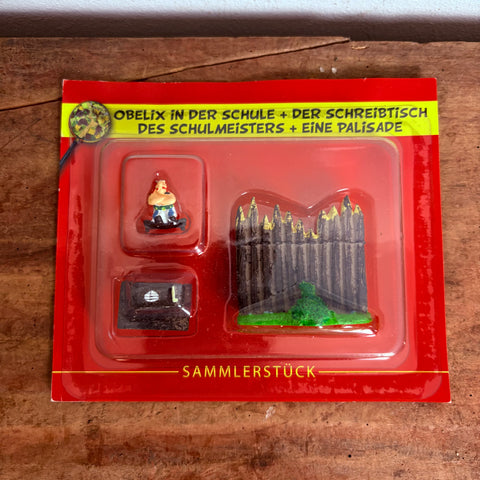 OBELIX IN DER SCHULE + DER SCHREIBTISCH
DES SCHULMEISTERS + EINE PALISADE
SAMMLERSTÜCK